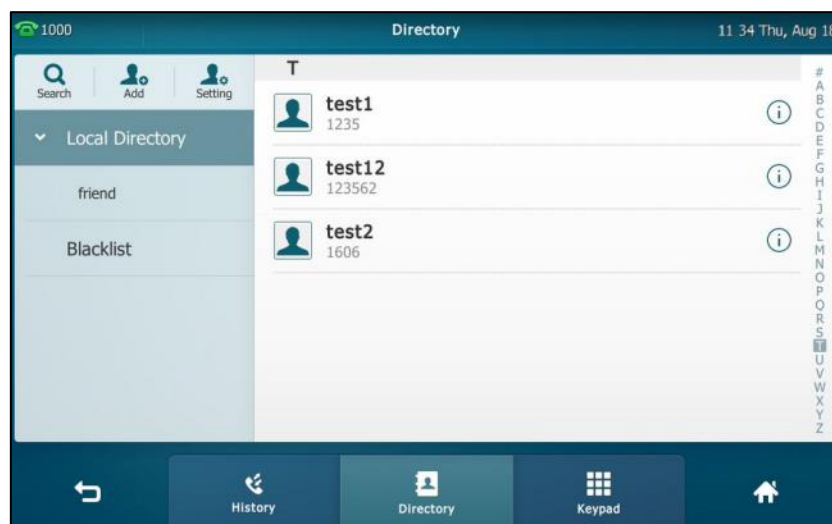 1000
Directory
11 34 Thu, Aug 18
Search
Add
Setting
Local Directory
friend
Blacklist
T
test1
1235
test12
123562
test2
1606
#
A
B
C
D
E
F
G
H
I
J
K
L
M
N
O
P
Q
R
S
T
U
V
W
X
Y
Z
History
Directory
Keypad